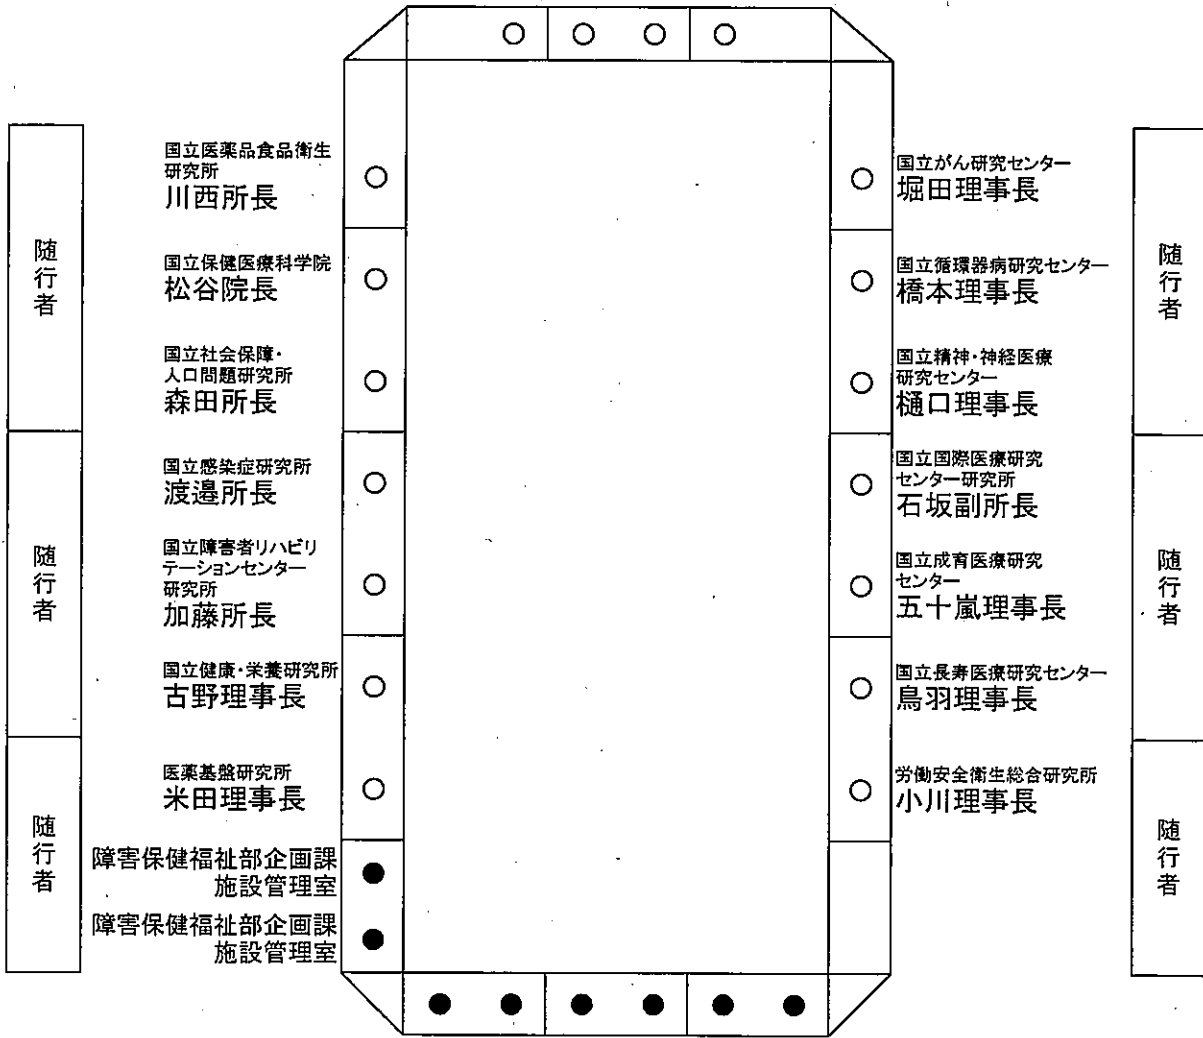 国立医薬品食品衛生
研究所
川西所長
国立保健医療科学院
松谷院長
国立社会保障・
人口問題研究所
森田所長
国立感染症研究所
渡邉所長
国立障害者リハビリ
テーションセンター
研究所
加藤所長
国立健康・栄養研究所
古野理事長
医薬基盤研究所
米田理事長
障害保健福祉部企画課
施設管理室
障害保健福祉部企画課
施設管理室
随行者
随行者
随行者
国立がん研究センター
堀田理事長
国立循環器病研究センター
橋本理事長
国立精神・神経医療
研究センター
樋口理事長
国立国際医療研究
センター研究所
石坂副所長
国立成育医療研究
センター
五十嵐理事長
国立長寿医療研究センター
鳥羽理事長
労働安全衛生総合研究所
小川理事長
随行者
随行者
随行者